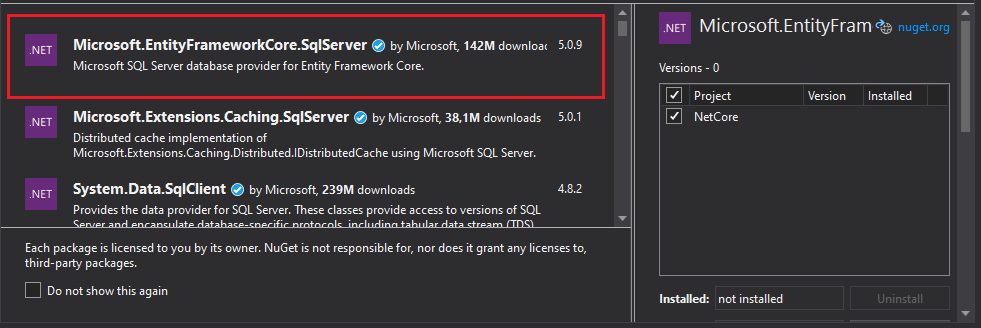 .NET
Microsoft.EntityFrameworkCore.SqlServer by Microsoft, 142M downloads 5.0.9
Microsoft SQL Server database provider for Entity Framework Core.
.NET
Microsoft.Extensions.Caching.SqlServer by Microsoft, 38,1M downloads 5.0.1
Distributed cache implementation of
Microsoft.Extensions.Caching.Distributed.IDistributedCache using Microsoft SQL Server.
.NET
System.Data.SqlClient by Microsoft, 239M downloads 4.8.2
Provides the data provider for SQL Server. These classes provide access to versions of SQL
Server and encapsulate database-specific protocols, including tabular data stream (TDS)
Each package is licensed to you by its owner. NuGet is not responsible for, nor does it grant any licenses to,
third-party packages.
Do not show this again
.NET
Microsoft.EntityFram nuget.org
Versions - 0
Project Version Installed
NetCore
Installed: not installed Uninstall